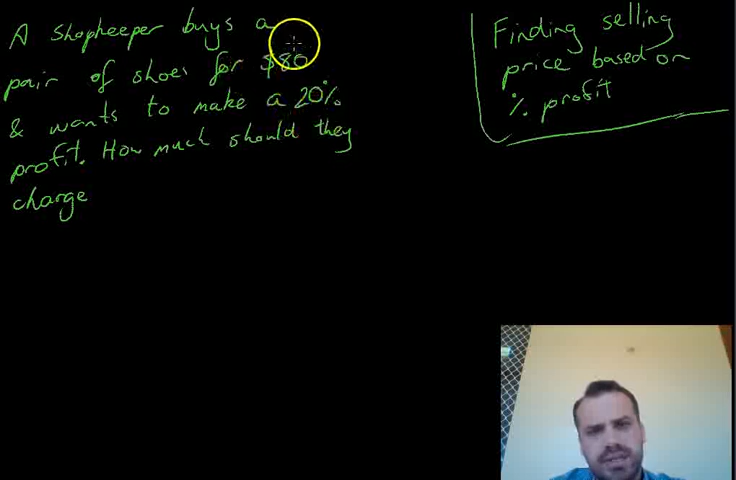 A Shopkeeper buys a
pair of shoes for $80
& wants to make a 20%
profit. How much should they
charge
Finding selling
price based on
% profit